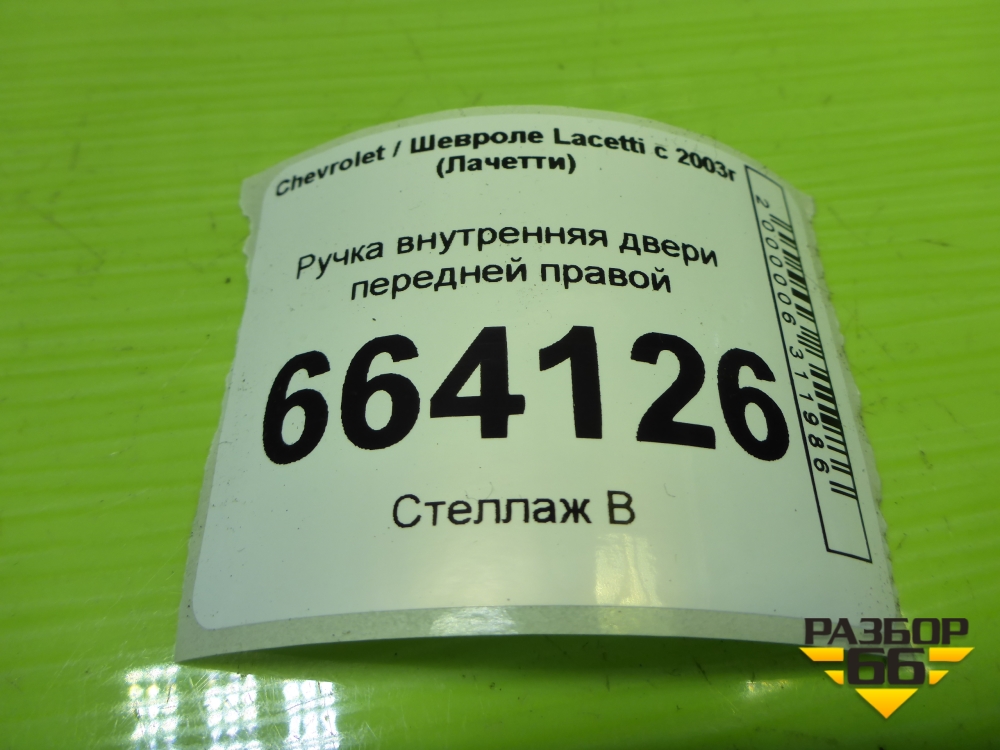 Chevrolet / Шевроле Lacetti с 2003г
(Лачетти)
Ручка внутренняя двери
передней правой
664126
Стеллаж В
2000006311986
РАЗБОР
66